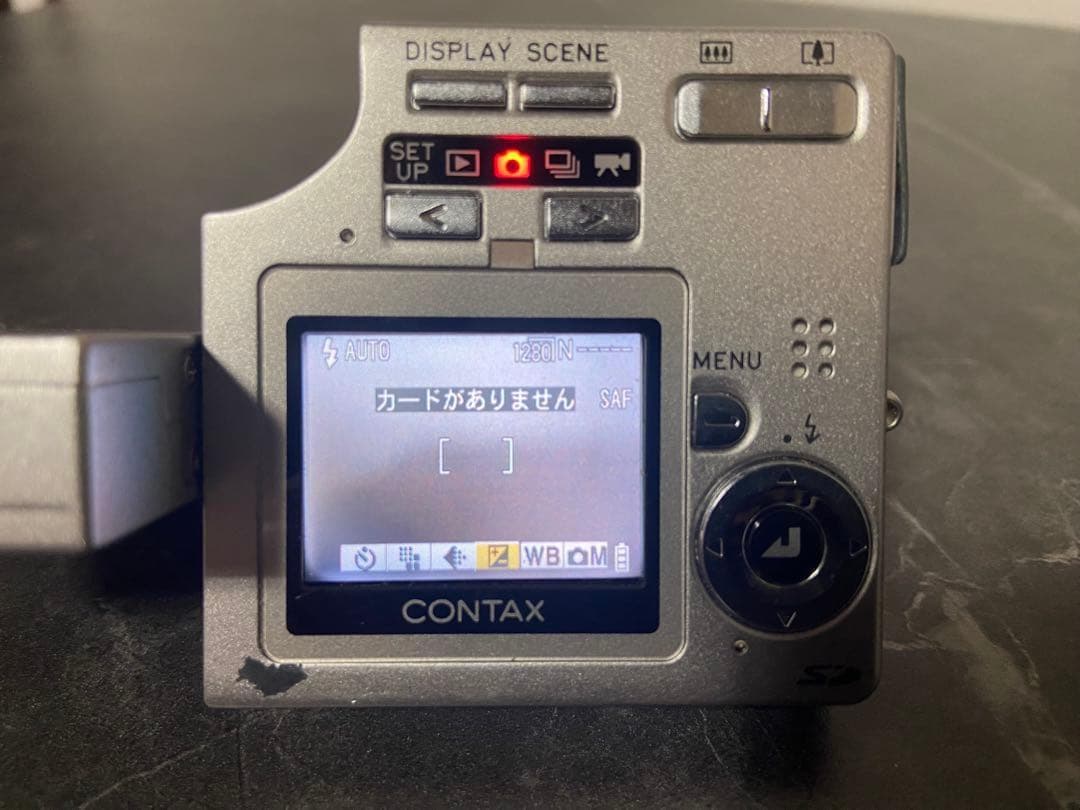 DISPLAY SCENE
SET
UP
AUTO
1280 N -----
カードがありません
SAF
MENU
WB
M
CONTAX
SD